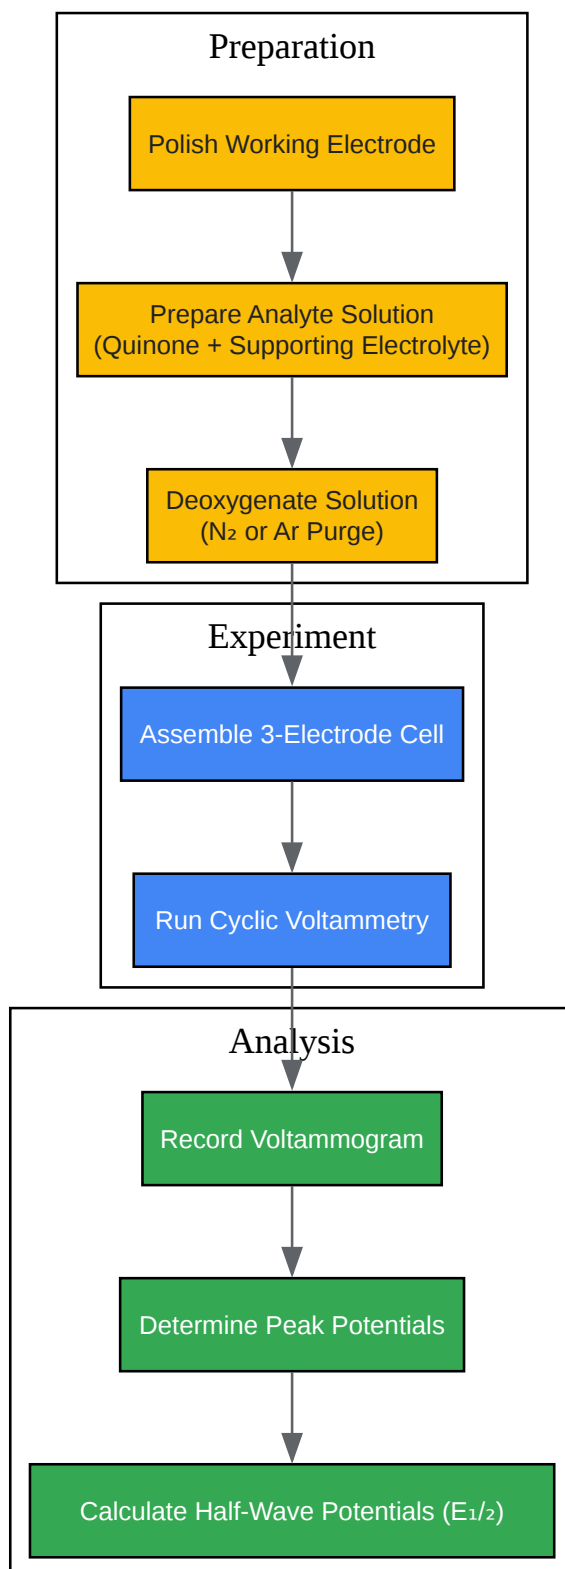 Preparation
Polish Working Electrode
Prepare Analyte Solution
(Quinone + Supporting Electrolyte)
Deoxygenate Solution
(N₂ or Ar Purge)
Experiment
Assemble 3-Electrode Cell
Run Cyclic Voltammetry
Analysis
Record Voltammogram
Determine Peak Potentials
Calculate Half-Wave Potentials (E₁/₂)